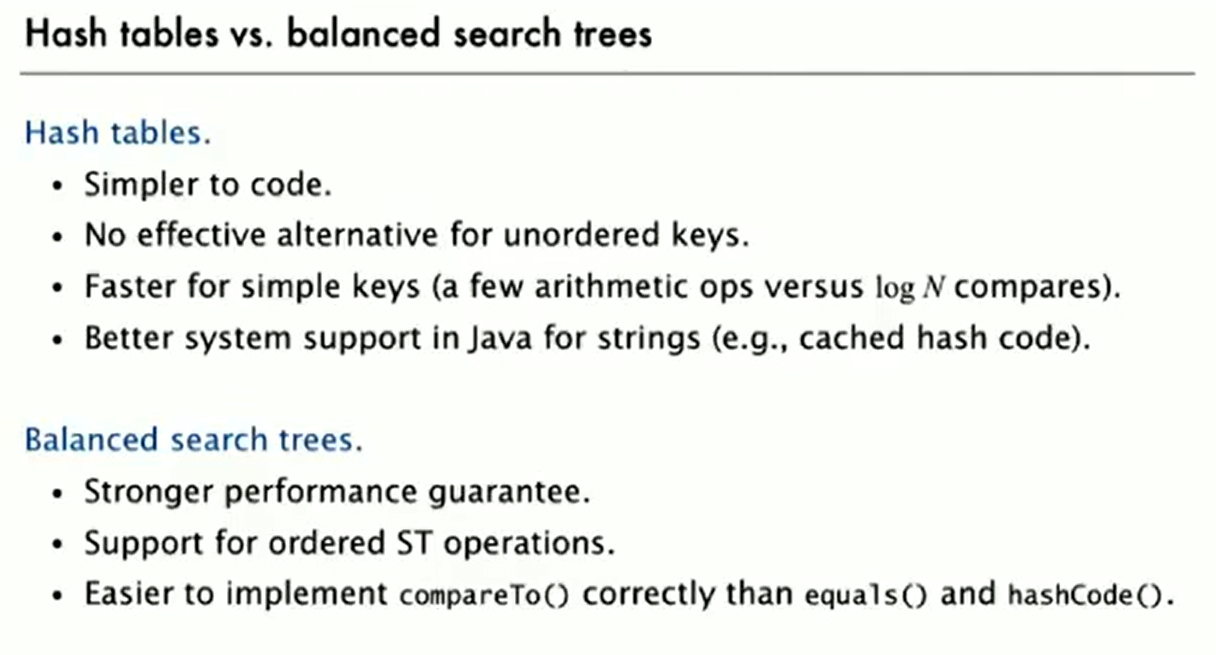 Hash tables vs. balanced search trees
Hash tables.
• Simpler to code.
• No effective alternative for unordered keys.
• Faster for simple keys (a few arithmetic ops versus log N compares).
• Better system support in Java for strings (e.g., cached hash code).
Balanced search trees.
• Stronger performance guarantee.
• Support for ordered ST operations.
• Easier to implement compareTo() correctly than equals() and hashCode().